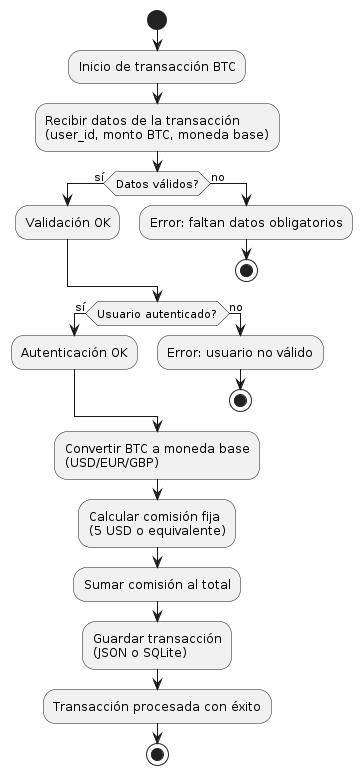 Inicio de transacción BTC
Recibir datos de la transacción
(user_id, monto BTC, moneda base)
sí
Datos válidos?
no
Validación OK
Error: faltan datos obligatorios
sí
Usuario autenticado?
no
Autenticación OK
Error: usuario no válido
Convertir BTC a moneda base
(USD/EUR/GBP)
Calcular comisión fija
(5 USD o equivalente)
Sumar comisión al total
Guardar transacción
(JSON o SQLite)
Transacción procesada con éxito